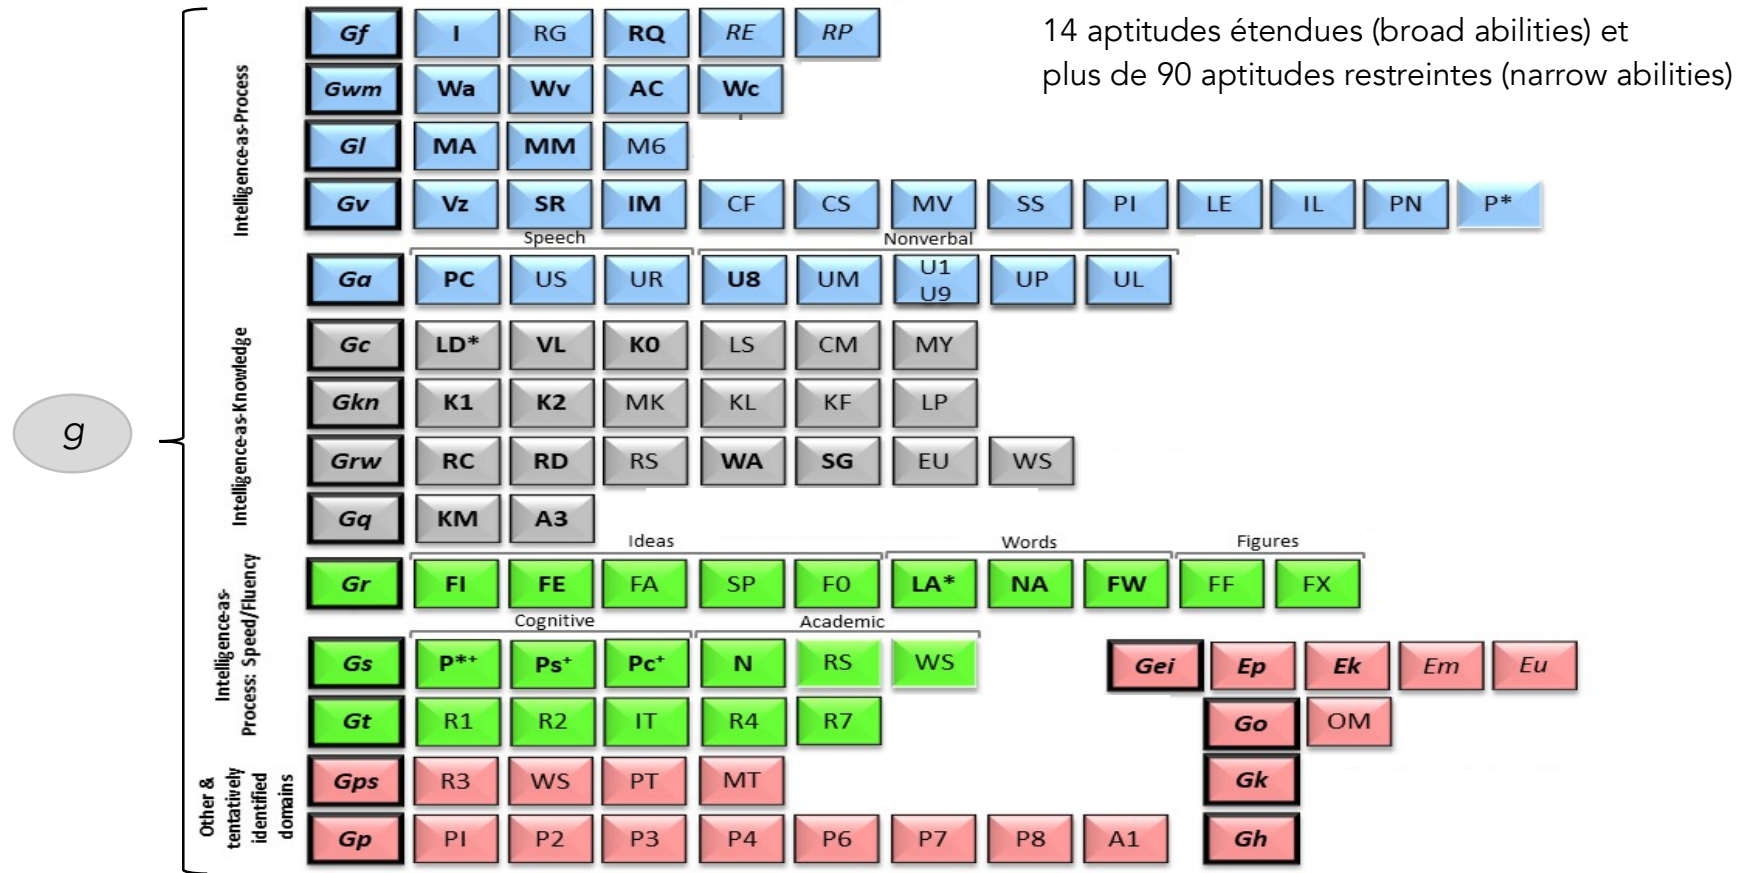 14 aptitudes étendues (broad abilities) et
plus de 90 aptitudes restreintes (narrow abilities)
g
Intelligence-as-Process
Gf I RG RQ RE RP
Gwm Wa Wv AC Wc
Gl MA MM M6
Gv Vz SR IM CF CS MV SS PI LE IL PN P*
Speech Nonverbal
Ga PC US UR U8 UM U1 U9 UP UL
Intelligence-as-Knowledge
Gc LD* VL K0 LS CM MY
Gkn K1 K2 MK KL KF LP
Grw RC RD RS WA SG EU WS
Gq KM A3
Intelligence-as-
Process: Speed/Fluency
Ideas Words Figures
Gr FI FE FA SP FO LA* NA FW FF FX
Cognitive Academic
Gs P*+ Ps+ Pc+ N RS WS
Gt R1 R2 IT R4 R7
Other &
tentatively
identified
domains
Gps R3 WS PT MT
Gp PI P2 P3 P4 P6 P7 P8 A1
Gei Ep Ek Em Eu
Go OM
Gk
Gh